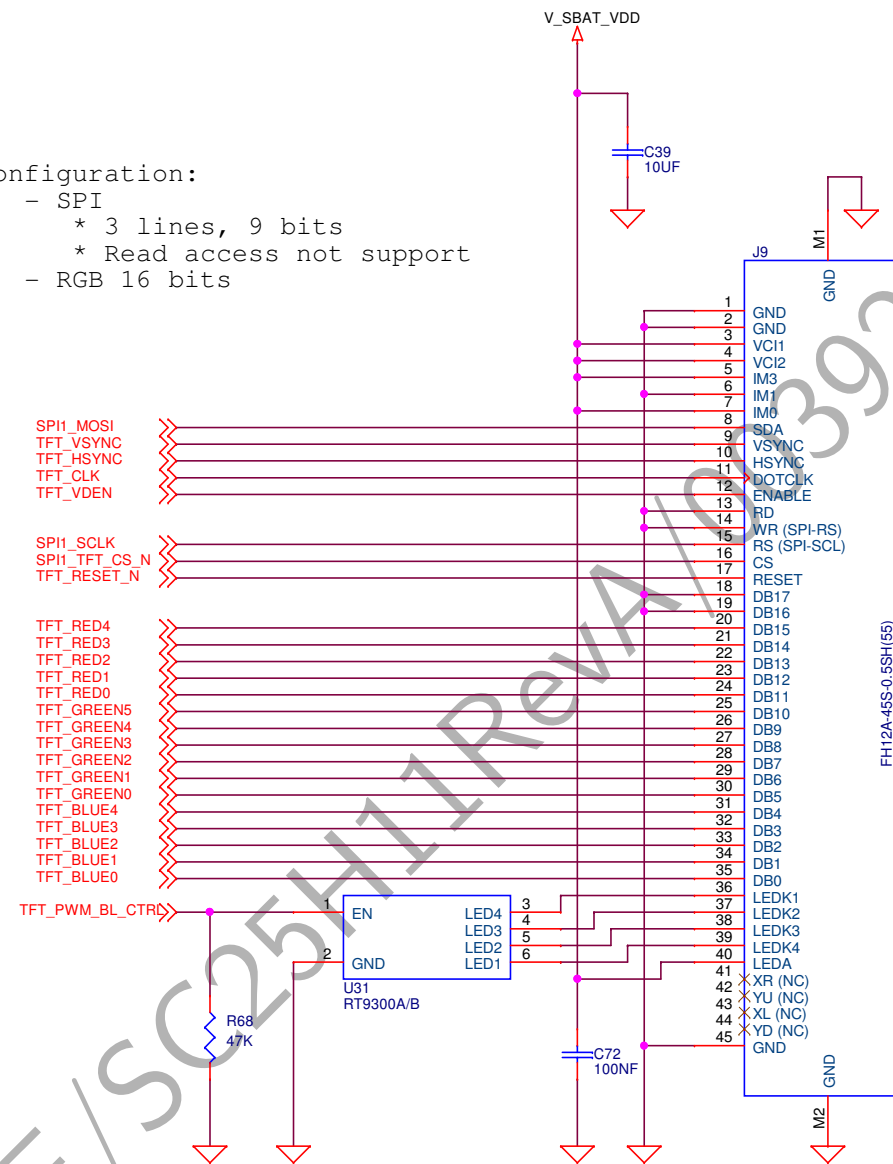 V_SBAT_VDD
C39
10UF
onfiguration:
- SPI
* 3 lines, 9 bits
* Read access not support
- RGB 16 bits
M1
J9
GND
1 GND
2 GND
3 VCI1
4 VCI2
5 IM3
6 IM1
7 IM0
SPI1_MOSI 8 SDA
TFT_VSYNC 9 VSYNC
TFT_HSYNC 10 HSYNC
TFT_CLK 11 DOTCLK
TFT_VDEN 12 ENABLE
13 RD
14 WR (SPI-RS)
SPI1_SCLK 15 RS (SPI-SCL)
SPI1_TFT_CS_N 16 CS
TFT_RESET_N 17 RESET
18 DB17
19 DB16
TFT_RED4 20 DB15
TFT_RED3 21 DB14
TFT_RED2 22 DB13
TFT_RED1 23 DB12
TFT_RED0 24 DB11
TFT_GREEN5 25 DB10
TFT_GREEN4 26 DB9
TFT_GREEN3 27 DB8
TFT_GREEN2 28 DB7
TFT_GREEN1 29 DB6
TFT_GREEN0 30 DB5
TFT_BLUE4 31 DB4
TFT_BLUE3 32 DB3
TFT_BLUE2 33 DB2
TFT_BLUE1 34 DB1
TFT_BLUE0 35 DB0
36 LEDK1
37 LEDK2
38 LEDK3
39 LEDK4
40 LEDA
41 XR (NC)
42 YU (NC)
43 XL (NC)
44 YD (NC)
45 GND
FH12A-45S-0.5SH(55)
TFT_PWM_BL_CTRL
1 EN LED4 3
LED3 4
LED2 5
2 GND LED1 6
U31
RT9300A/B
R68
47K
C72
100NF
GND
M2
/SC25H11RevA/00392